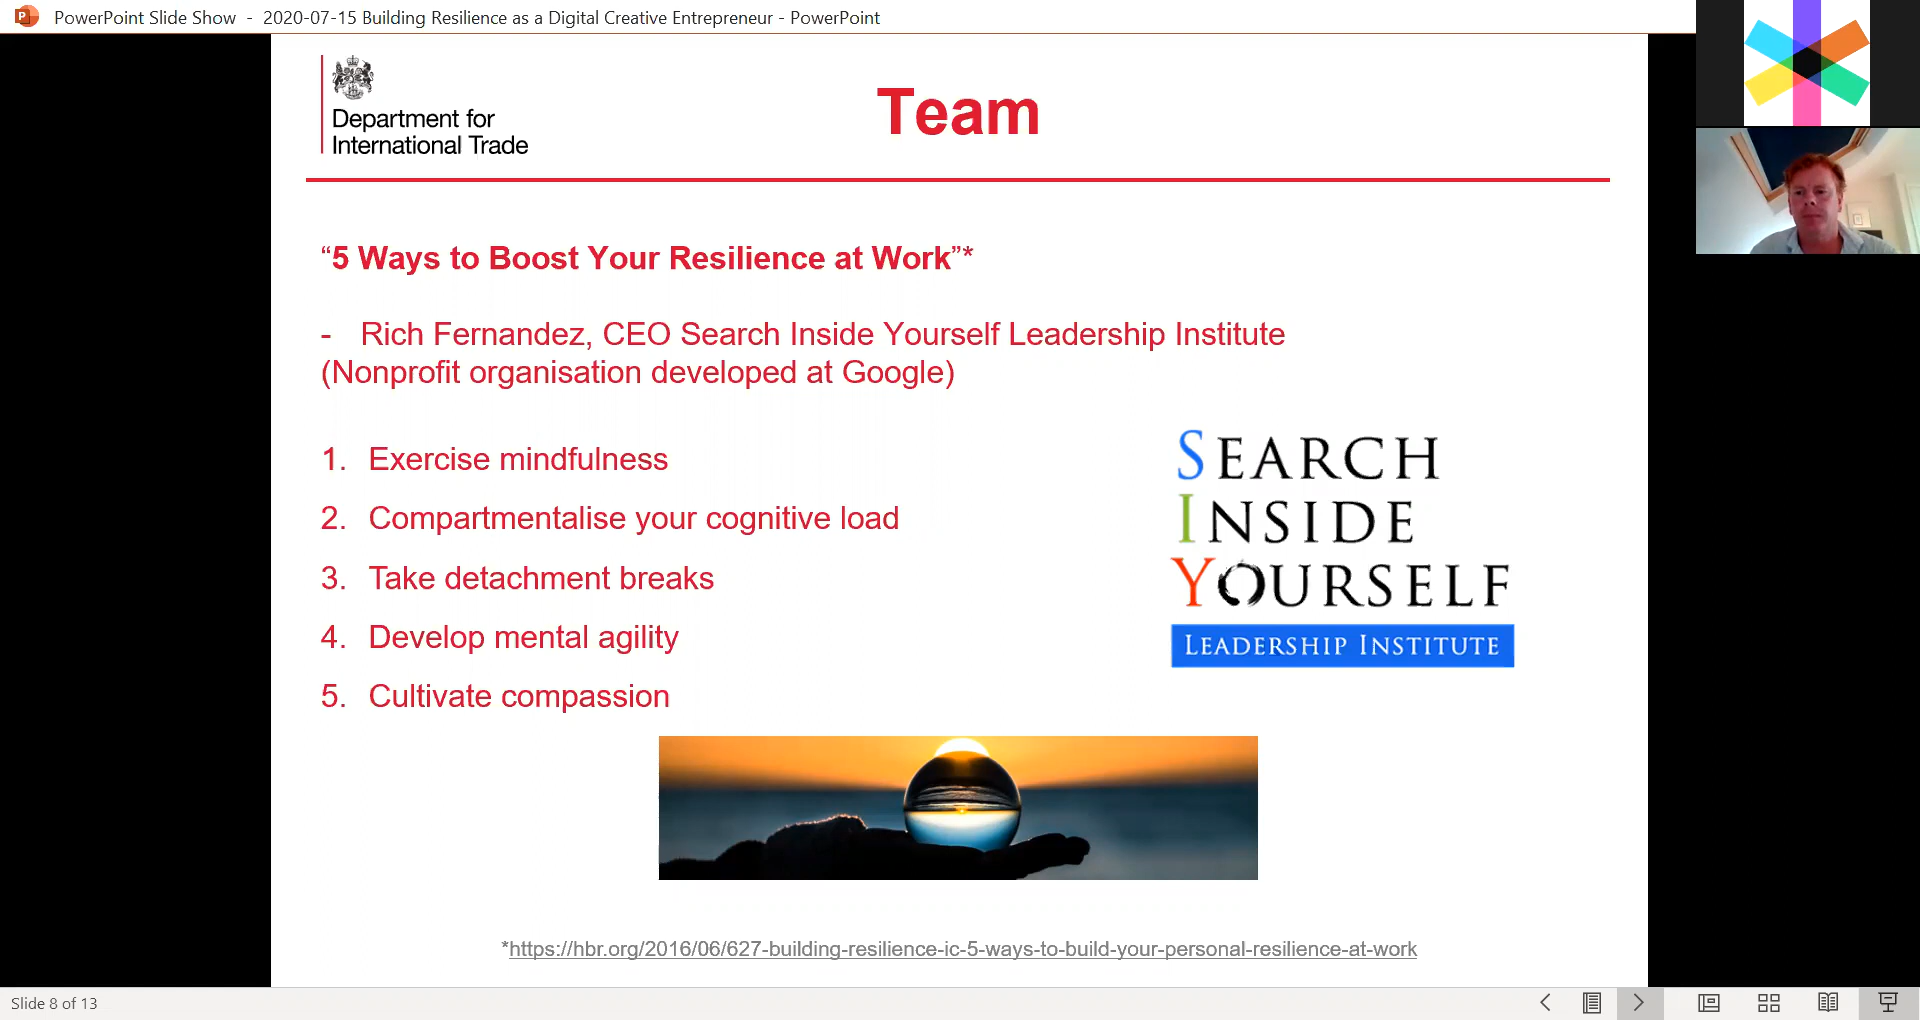 PowerPoint Slide Show - 2020-07-15 Building Resilience as a Digital Creative Entrepreneur - PowerPoint
Department for
International Trade
Team
“5 Ways to Boost Your Resilience at Work”*
- Rich Fernandez, CEO Search Inside Yourself Leadership Institute
(Nonprofit organisation developed at Google)
1. Exercise mindfulness
2. Compartmentalise your cognitive load
3. Take detachment breaks
4. Develop mental agility
5. Cultivate compassion
SEARCH
INSIDE
YOURSELF
LEADERSHIP INSTITUTE
*https://hbr.org/2016/06/627-building-resilience-ic-5-ways-to-build-your-personal-resilience-at-work
Slide 8 of 13